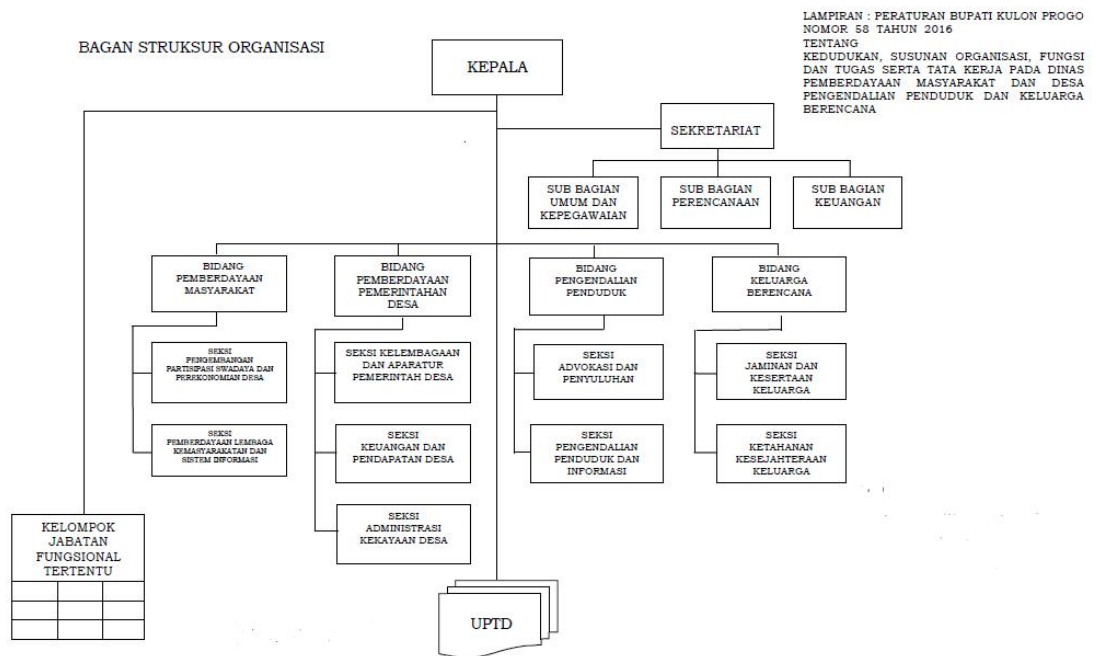 LAMPIRAN : PERATURAN BUPATI KULON PROGO
NOMOR 58 TAHUN 2016
TENTANG
KEDUDUKAN, SUSUNAN ORGANISASI, FUNGSI
DAN TUGAS SERTA TATA KERJA PADA DINAS
PEMBERDAYAAN MASYARAKAT DAN DESA
PENGENDALIAN PENDUDUK DAN KELUARGA
BERENCANA
BAGAN STRUKSUR ORGANISASI
KEPALA
SEKRETARIAT
SUB BAGIAN
UMUM DAN
KEPEGAWAIAN
SUB BAGIAN
PERENCANAAN
SUB BAGIAN
KEUANGAN
BIDANG
PEMBERDAYAAN
MASYARAKAT
BIDANG
PEMBERDAYAAN
PEMERINTAHAN
DESA
BIDANG
PENGENDALIAN
PENDUDUK
BIDANG
KELUARGA
BERENCANA
SEKSI
PENGEMBANGAN
PARTISIPASI SWADAYA DAN
PEREKONOMIAN DESA
SEKSI KELEMBAGAAN
DAN APARATUR
PEMERINTAH DESA
SEKSI
ADVOKASI DAN
PENYULUHAN
SEKSI
JAMINAN DAN
KESERTAAN
KELUARGA
SEKSI
PEMBERDAYAAN LEMBAGA
KEMASYARAKATAN DAN
SISTEM INFORMASI
SEKSI
KEUANGAN DAN
PENDAPATAN DESA
SEKSI
PENGENDALIAN
PENDUDUK DAN
INFORMASI
SEKSI
KETAHANAN
KESEJAHTERAAN
KELUARGA
SEKSI
ADMINISTRASI
KEKAYAAN DESA
KELOMPOK
JABATAN
FUNGSIONAL
TERTENTU
UPTD